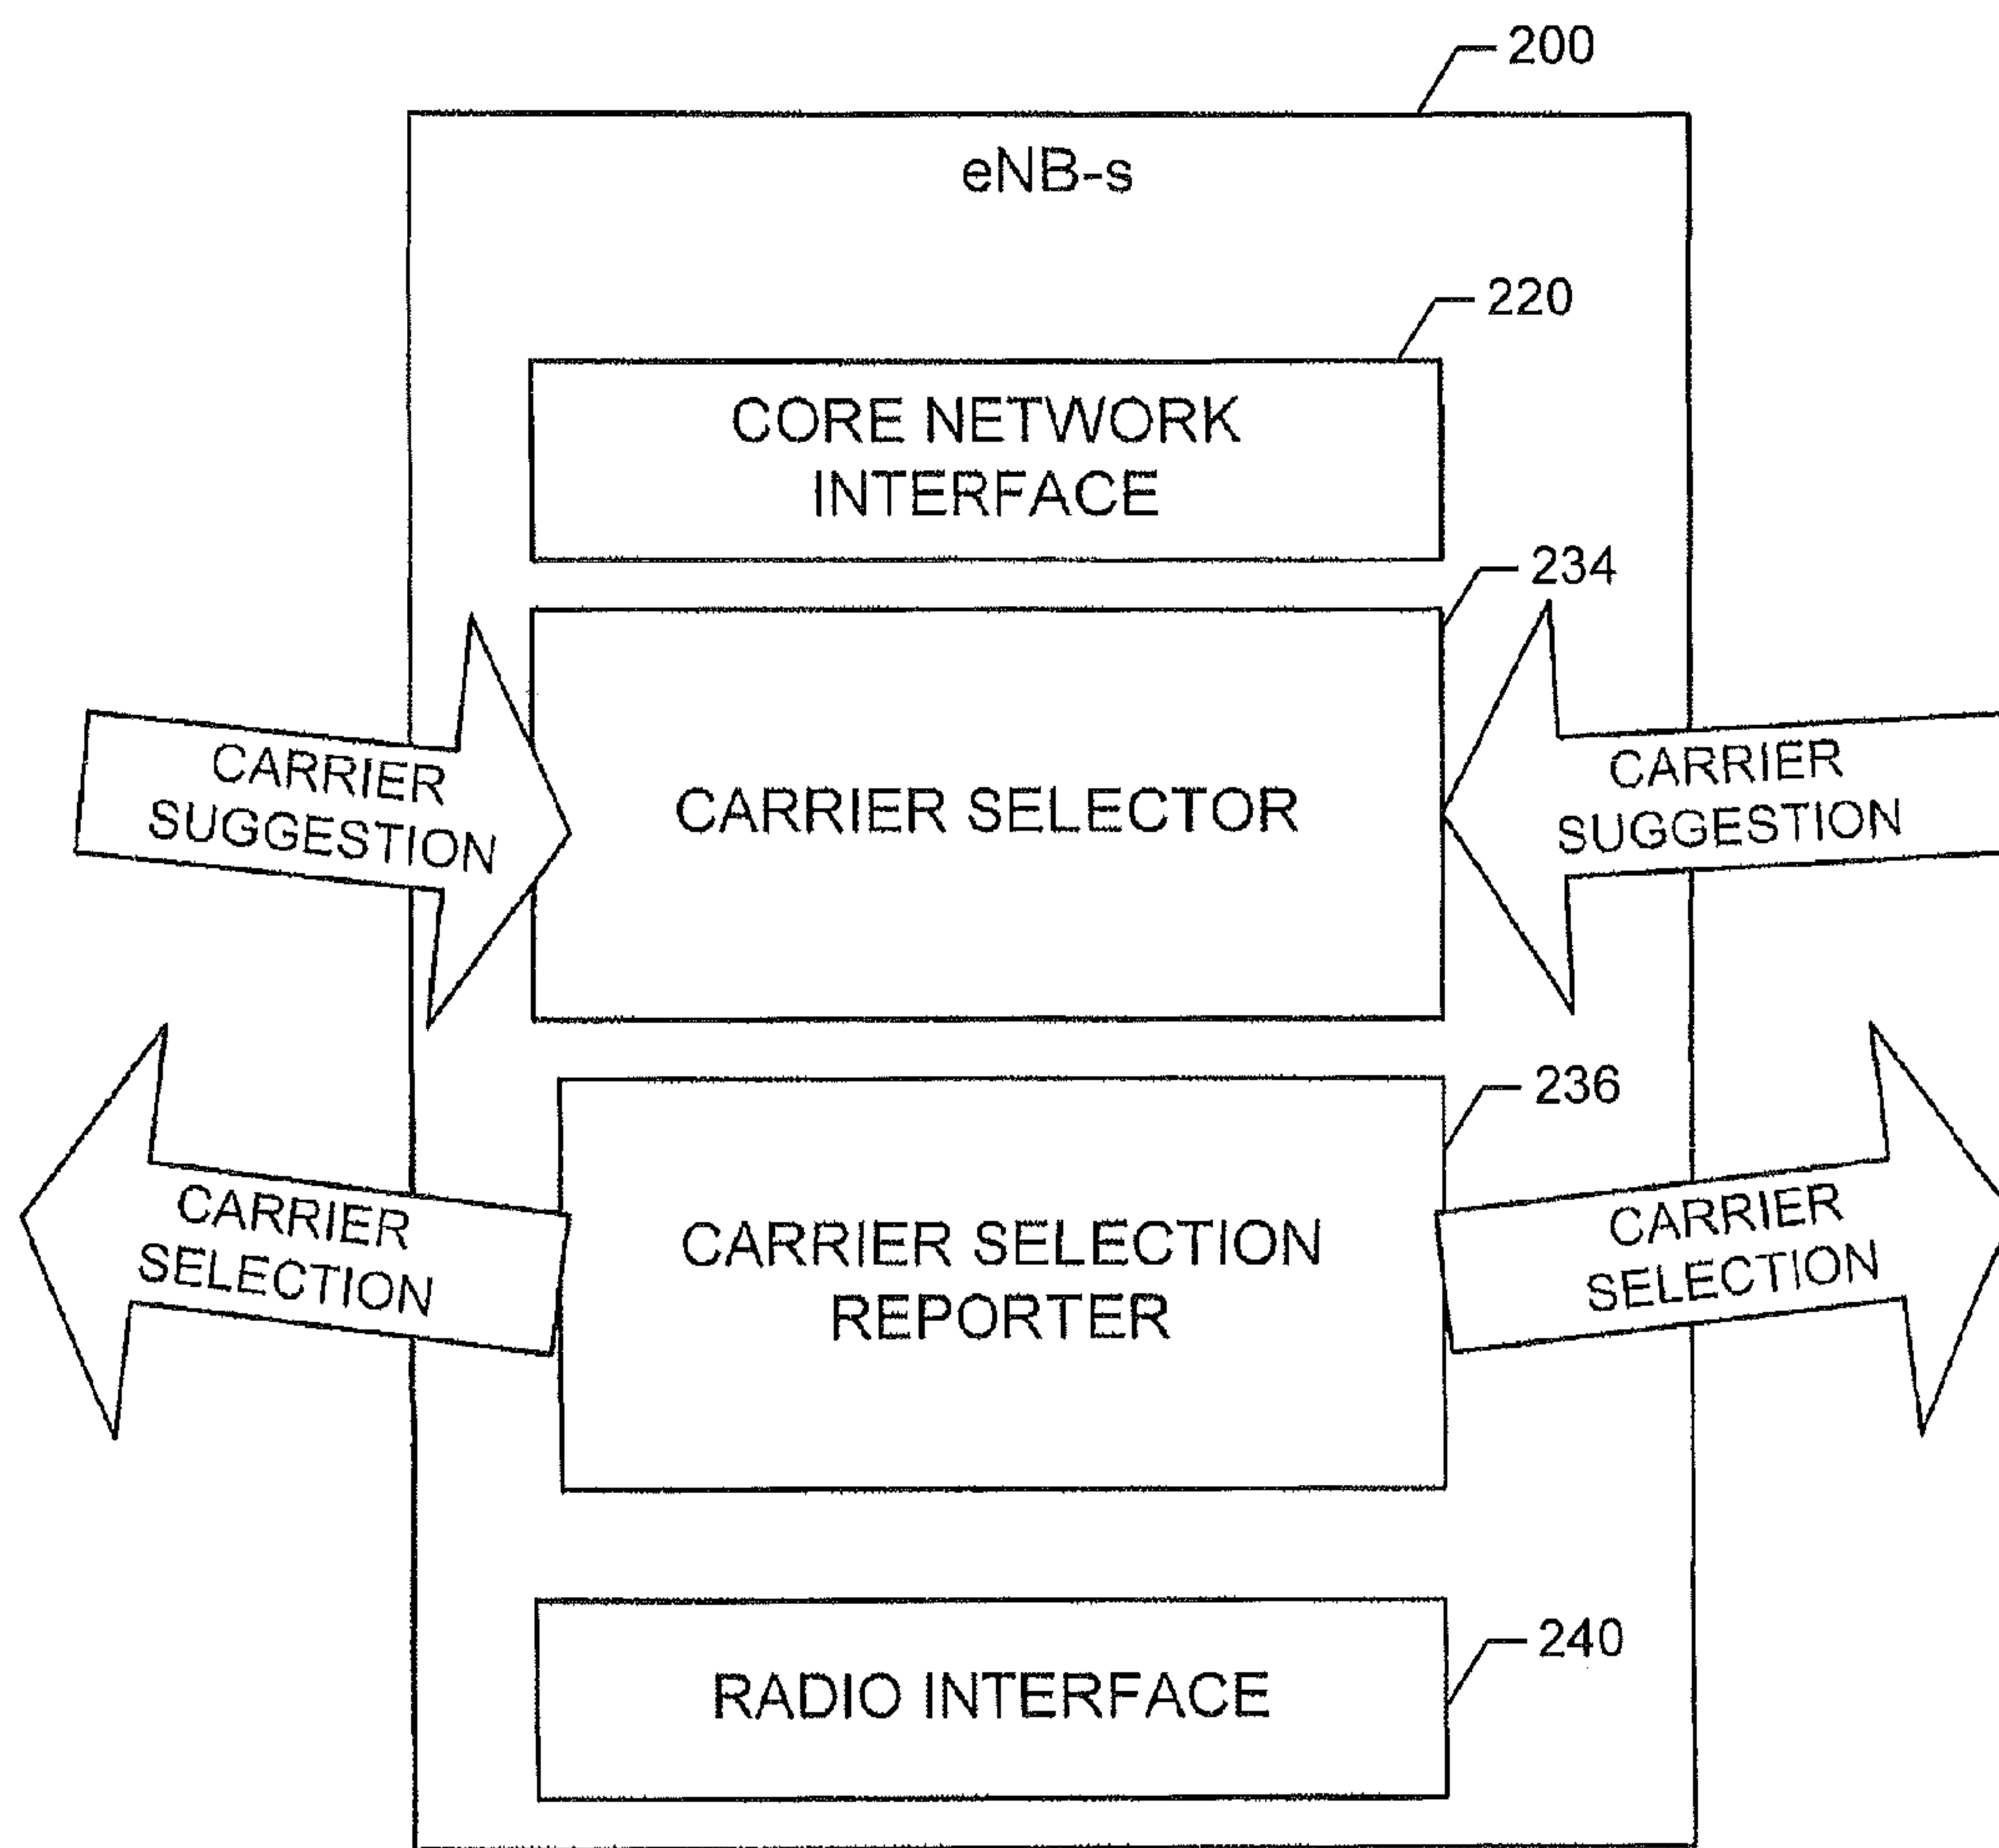 200
eNB-s
220
CORE NETWORK
INTERFACE
234
CARRIER
SUGGESTION
CARRIER SELECTOR
CARRIER
SUGGESTION
236
CARRIER
SELECTION
CARRIER SELECTION
REPORTER
CARRIER
SELECTION
240
RADIO INTERFACE